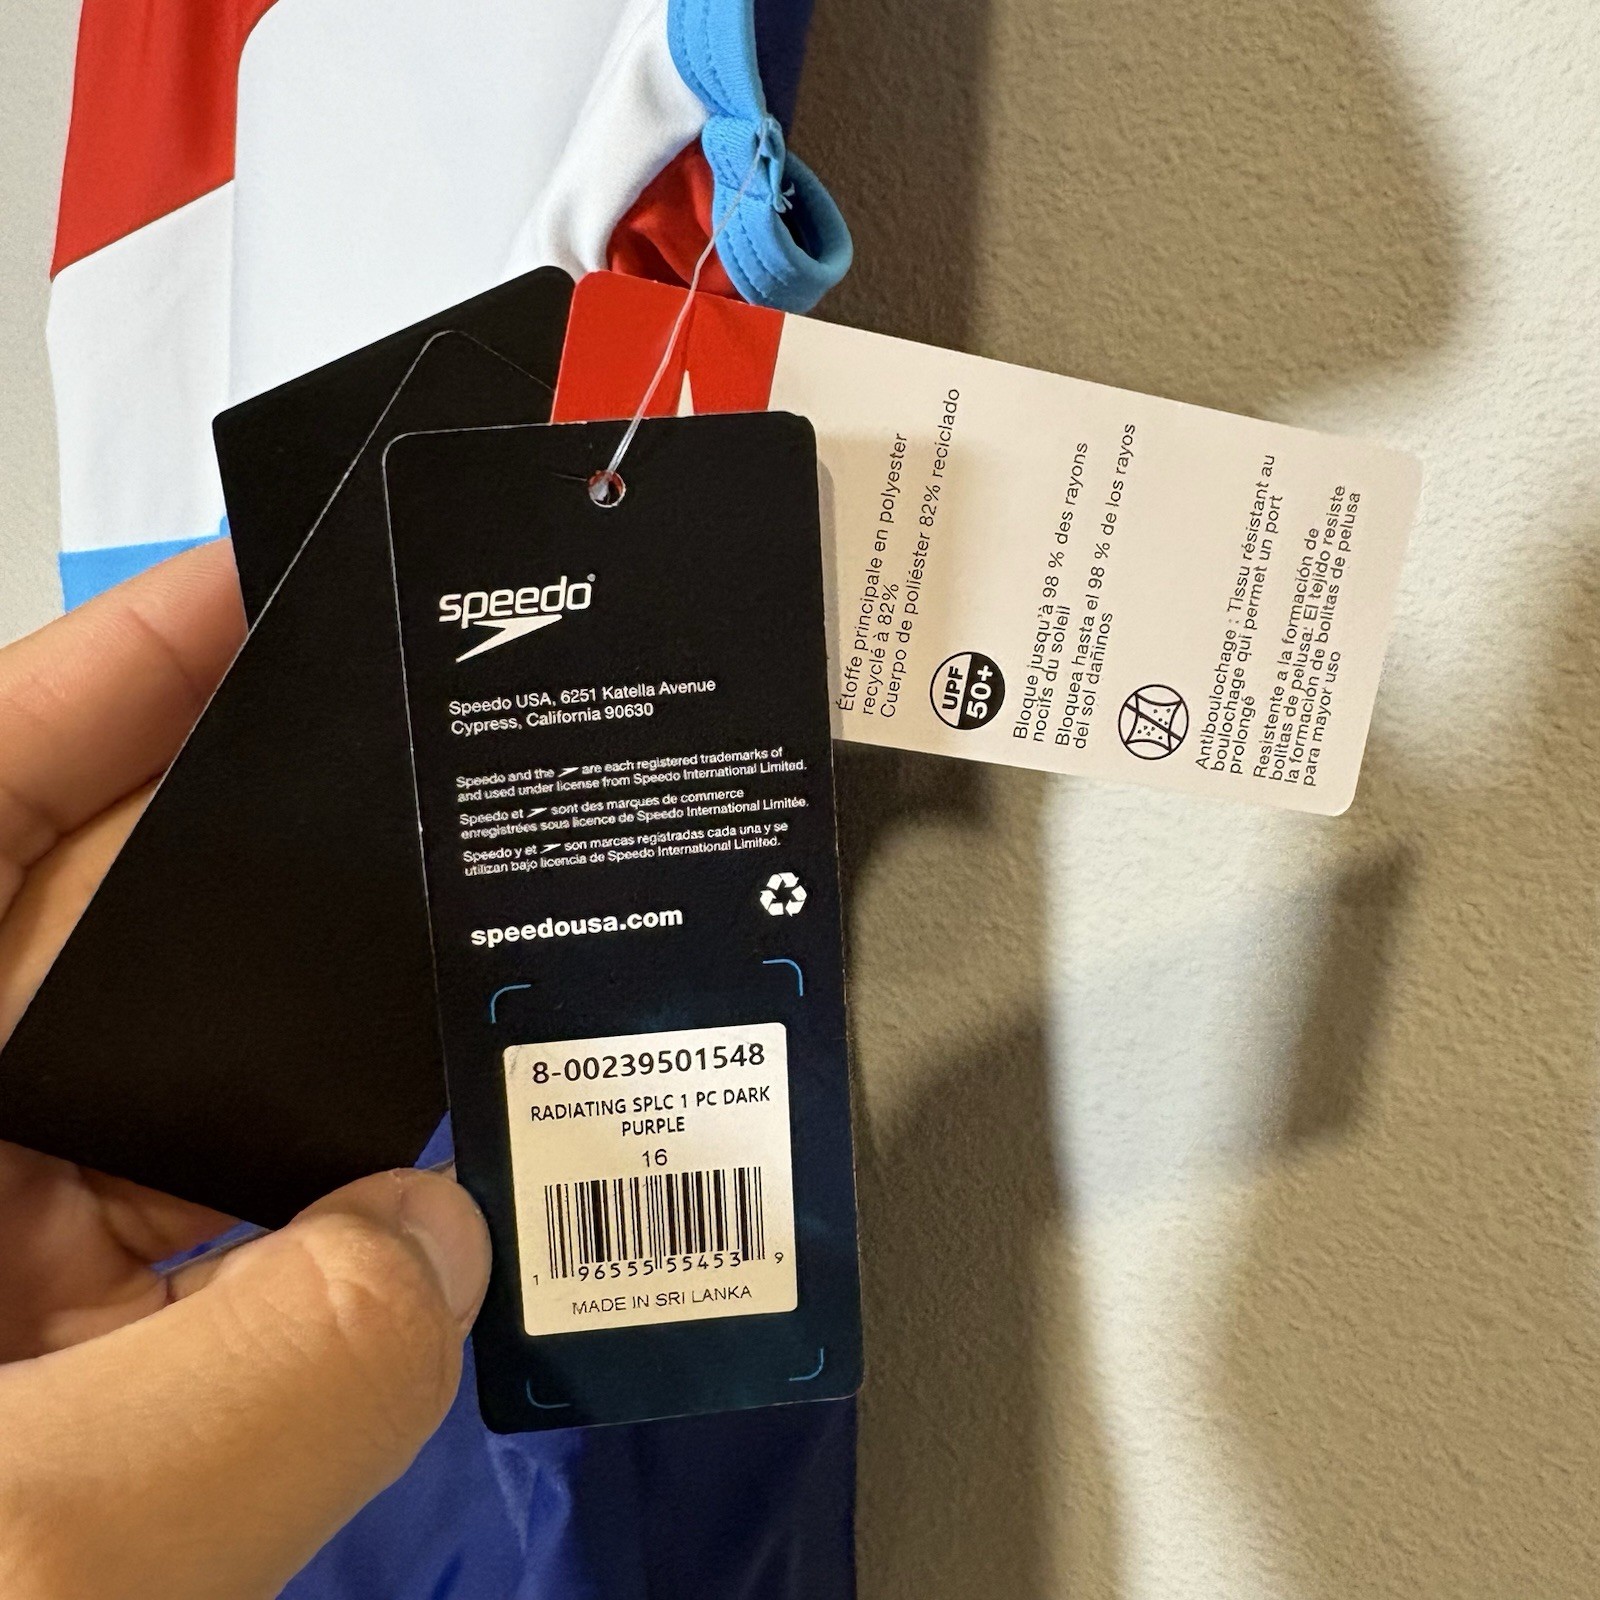 speedo®
Speedo USA, 6251 Katella Avenue
Cypress, California 90630
Speedo and the are each registered trademarks of
and used under license from Speedo International Limited.
Speedo et sont des marques de commerce
enregistrées sous licence de Speedo International Limitée.
Speedo y et son marcas registradas cada una y se
utilizan bajo licencia de Speedo International Limited.
speedousa.com
8-00239501548
RADIATING SPLC 1 PC DARK
PURPLE
16
1 96555 55453 9
MADE IN SRI LANKA
Étoffe principale en polyester
recyclé à 82%
Cuerpo de poliéster 82% reciclado
UPF
50+
Bloque jusqu'à 98 % des rayons
nocifs du soleil
Bloquea hasta el 98 % de los rayos
del sol dañinos
Antiboulochage : Tissu résistant au
boulochage qui permet un port
prolongé
Resistente a la formación de
bolitas de pelusa: El tejido resiste
la formación de bolitas de pelusa
para mayor uso